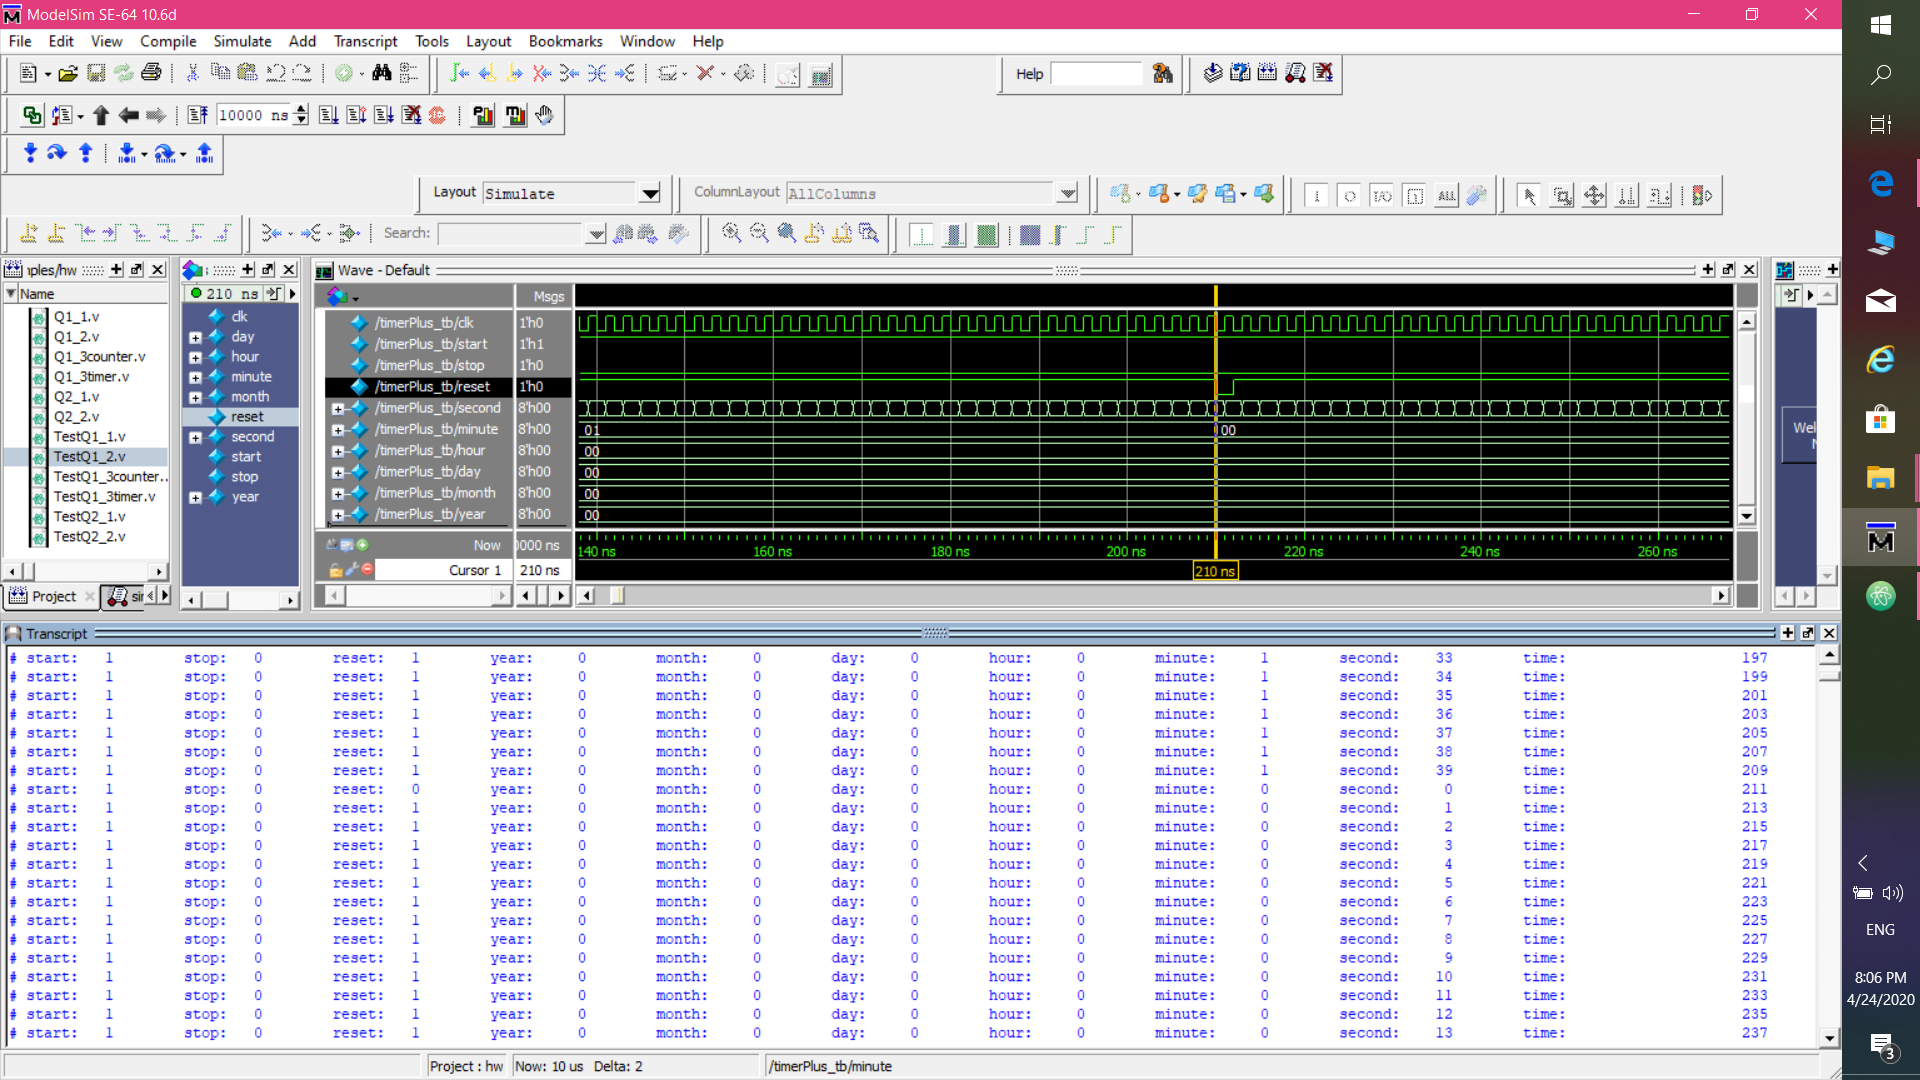 ModelSim SE-64 10.6d
File Edit View Compile Simulate Add Transcript Tools Layout Bookmarks Window Help
Help
10000 ns
Layout Simulate ColumnLayout AllColumns
Search:
nples/hw
Name
Q1_1.v
Q1_2.v
Q1_3counter.v
Q1_3timer.v
Q2_1.v
Q2_2.v
TestQ1_1.v
TestQ1_2.v
TestQ1_3counter..
TestQ1_3timer.v
TestQ2_1.v
TestQ2_2.v
Project
sir
210 ns
clk
day
hour
minute
month
reset
second
start
stop
year
Wave - Default
Msgs
/timerPlus_tb/clk 1'h0
/timerPlus_tb/start 1'h1
/timerPlus_tb/stop 1'h0
/timerPlus_tb/reset 1'h0
/timerPlus_tb/second 8'h00
/timerPlus_tb/minute 8'h00 01 00
/timerPlus_tb/hour 8'h00 00
/timerPlus_tb/day 8'h00 00
/timerPlus_tb/month 8'h00 00
/timerPlus_tb/year 8'h00 00
Now 0000 ns 140 ns 160 ns 180 ns 200 ns 220 ns 240 ns 260 ns
Cursor 1 210 ns 210 ns
Wel
Transcript
# start: 1 stop: 0 reset: 1 year: 0 month: 0 day: 0 hour: 0 minute: 1 second: 33 time: 197
# start: 1 stop: 0 reset: 1 year: 0 month: 0 day: 0 hour: 0 minute: 1 second: 34 time: 199
# start: 1 stop: 0 reset: 1 year: 0 month: 0 day: 0 hour: 0 minute: 1 second: 35 time: 201
# start: 1 stop: 0 reset: 1 year: 0 month: 0 day: 0 hour: 0 minute: 1 second: 36 time: 203
# start: 1 stop: 0 reset: 1 year: 0 month: 0 day: 0 hour: 0 minute: 1 second: 37 time: 205
# start: 1 stop: 0 reset: 1 year: 0 month: 0 day: 0 hour: 0 minute: 1 second: 38 time: 207
# start: 1 stop: 0 reset: 1 year: 0 month: 0 day: 0 hour: 0 minute: 1 second: 39 time: 209
# start: 1 stop: 0 reset: 0 year: 0 month: 0 day: 0 hour: 0 minute: 0 second: 0 time: 211
# start: 1 stop: 0 reset: 1 year: 0 month: 0 day: 0 hour: 0 minute: 0 second: 1 time: 213
# start: 1 stop: 0 reset: 1 year: 0 month: 0 day: 0 hour: 0 minute: 0 second: 2 time: 215
# start: 1 stop: 0 reset: 1 year: 0 month: 0 day: 0 hour: 0 minute: 0 second: 3 time: 217
# start: 1 stop: 0 reset: 1 year: 0 month: 0 day: 0 hour: 0 minute: 0 second: 4 time: 219
# start: 1 stop: 0 reset: 1 year: 0 month: 0 day: 0 hour: 0 minute: 0 second: 5 time: 221
# start: 1 stop: 0 reset: 1 year: 0 month: 0 day: 0 hour: 0 minute: 0 second: 6 time: 223
# start: 1 stop: 0 reset: 1 year: 0 month: 0 day: 0 hour: 0 minute: 0 second: 7 time: 225
# start: 1 stop: 0 reset: 1 year: 0 month: 0 day: 0 hour: 0 minute: 0 second: 8 time: 227
# start: 1 stop: 0 reset: 1 year: 0 month: 0 day: 0 hour: 0 minute: 0 second: 9 time: 229
# start: 1 stop: 0 reset: 1 year: 0 month: 0 day: 0 hour: 0 minute: 0 second: 10 time: 231
# start: 1 stop: 0 reset: 1 year: 0 month: 0 day: 0 hour: 0 minute: 0 second: 11 time: 233
# start: 1 stop: 0 reset: 1 year: 0 month: 0 day: 0 hour: 0 minute: 0 second: 12 time: 235
# start: 1 stop: 0 reset: 1 year: 0 month: 0 day: 0 hour: 0 minute: 0 second: 13 time: 237
Project : hw Now: 10 us Delta: 2 /timerPlus_tb/minute
ENG
8:06 PM
4/24/2020
3